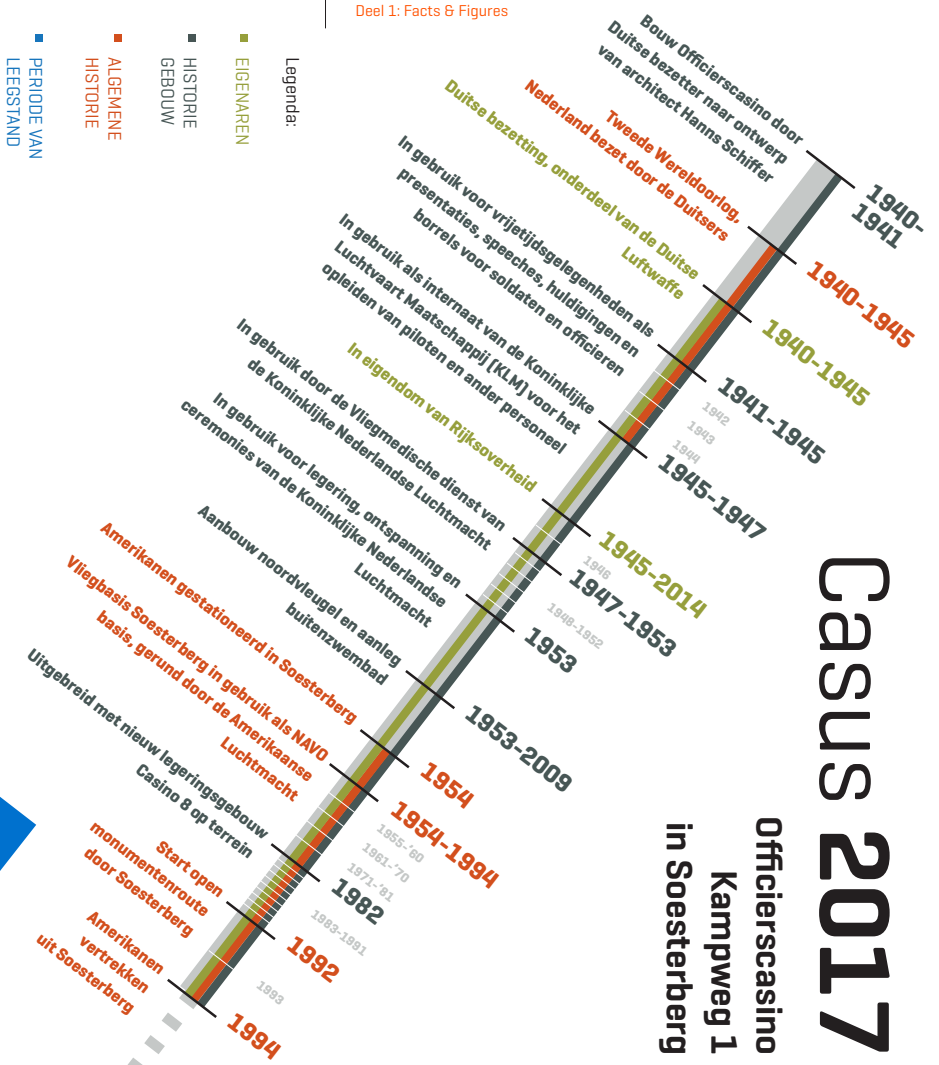 Deel 1: Facts & Figures
Casus 2017
Officierscasino
Kampweg 1
in Soesterberg
Legenda:
EIGENAREN
HISTORIE
GEBOUW
ALGEMENE
HISTORIE
PERIODE VAN
LEEGSTAND
1940-
1941
Bouw Officierscasino door
Duitse bezetter naar ontwerp
van architect Hanns Schiffer
1940-1945
Tweede Wereldoorlog,
Nederland bezet door de Duitsers
1940-1945
Duitse bezetting, onderdeel van de Duitse
Luftwaffe
1941-1945
In gebruik voor vrijetijdsgelegenheden als
presentaties, speeches, huldigingen en
borrels voor soldaten en officieren
1942
1943
1944
1945-1947
In gebruik als internaat van de Koninklijke
Luchtvaart Maatschappij (KLM) voor het
opleiden van piloten en ander personeel
1945-2014
In eigendom van Rijksoverheid
1946
1947-1953
In gebruik door de Vliegmedische dienst van
de Koninklijke Nederlandse Luchtmacht
1948-1952
1953
In gebruik voor legering, ontspanning en
ceremonies van de Koninklijke Nederlandse
Luchtmacht
1953-2009
Aanbouw noordvleugel en aanleg
buitenzwembad
1954
Amerikanen gestationeerd in Soesterberg
1954-1994
Vliegbasis Soesterberg in gebruik als NAVO
basis, gerund door de Amerikaanse
Luchtmacht
1955-'60
1961-'70
1971-'81
1982
Uitgebreid met nieuw legeringsgebouw
Casino 8 op terrein
1983-1991
1992
Start open
monumentenroute
door Soesterberg
1993
1994
Amerikanen
vertrekken
uit Soesterberg